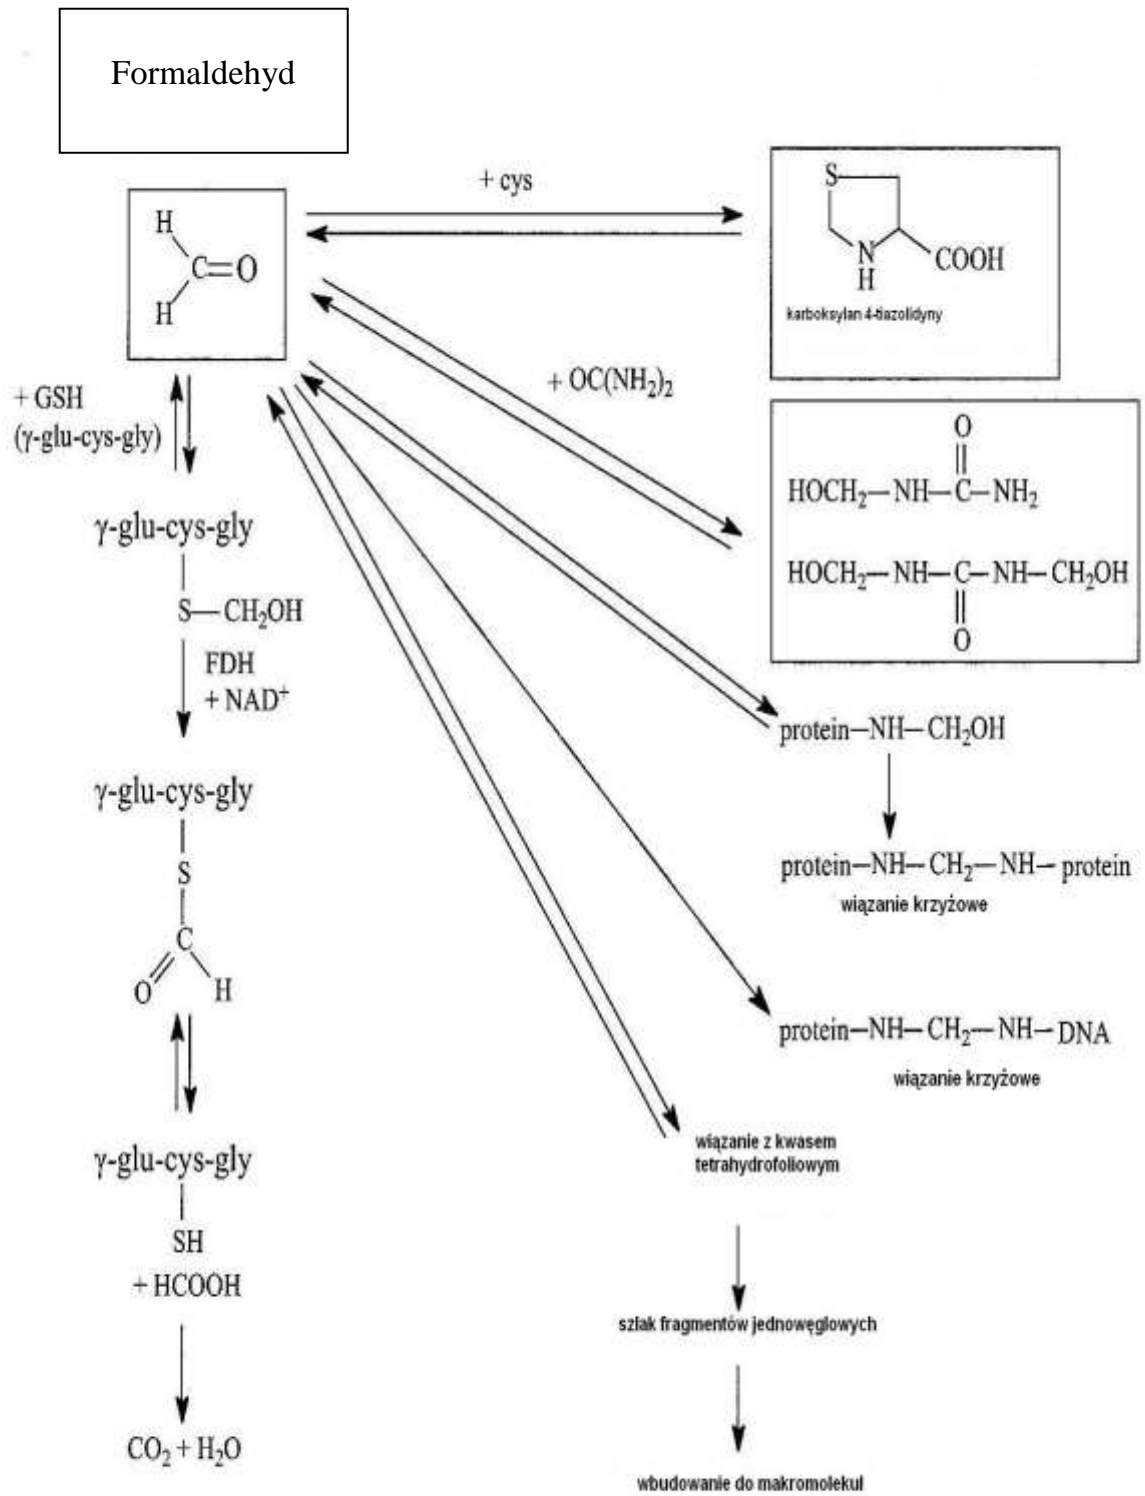 Formaldehyd
+ cys
H
C=O
H
S
N
H
COOH
karboksylan 4-tiazolidyny
+ GSH
(γ-glu-cys-gly)
+ OC(NH₂)₂
O
HOCH₂—NH—C—NH₂
HOCH₂—NH—C—NH—CH₂OH
O
γ-glu-cys-gly
S—CH₂OH
FDH
+ NAD⁺
protein—NH—CH₂OH
γ-glu-cys-gly
S
C
O
H
protein—NH—CH₂—NH—protein
wiązanie krzyżowe
protein—NH—CH₂—NH—DNA
wiązanie krzyżowe
γ-glu-cys-gly
SH
+ HCOOH
CO₂ + H₂O
wiązanie z kwasem
tetrahydrofoliowym
szlak fragmentów jednowęglowych
wbudowanie do makromolekuł